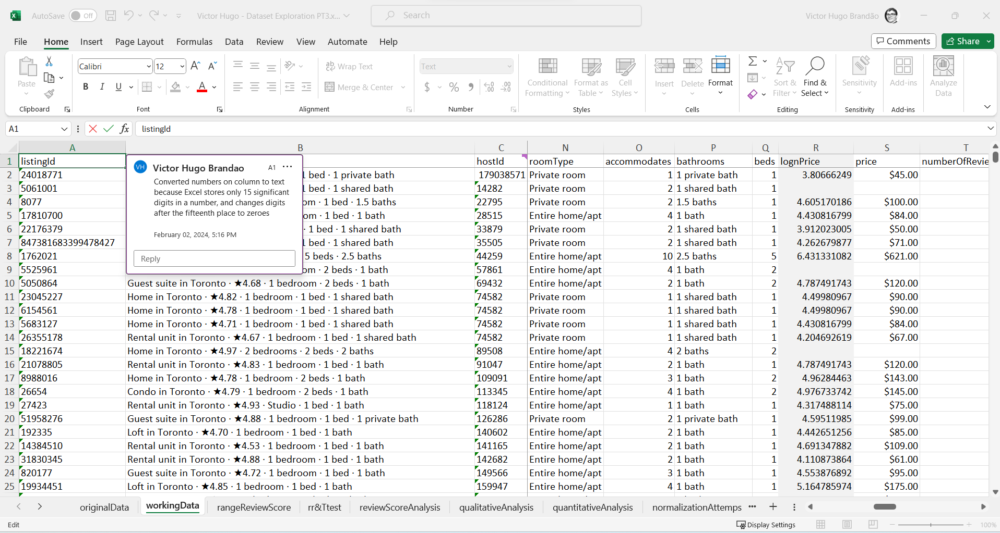 AutoSave Off Victor Hugo - Dataset Exploration PT3.x... Search Victor Hugo Brandão
File Home Insert Page Layout Formulas Data Review View Automate Help Comments Share
Calibri 12 ab Wrap Text Text
Paste B I U A Merge & Center $ % , .00
Conditional Formatting Format as Table Cell Styles Insert Delete Format Sort & Filter Find & Select Sensitivity Add-ins Analyze Data
Clipboard Font Alignment Number Styles Cells Editing Sensitivity Add-ins
A1 fx listingId
A B C N O P Q R S T
1 listingId hostId roomType accommodates bathrooms beds lognPrice price numberOfRevie
2 24018771 1 bed · 1 private bath 179038571 Private room 1 1 private bath 1 3.80666249 $45.00
3 5061001 1 bed · 1 shared bath 14282 Private room 2 1 shared bath 1
4 8077 om · 1 bed · 1.5 baths 22795 Private room 2 1.5 baths 1 4.605170186 $100.00
5 17810700 om · 1 bed · 1 bath 28515 Entire home/apt 4 1 bath 1 4.430816799 $84.00
6 22176379 · 1 bed · 1 shared bath 33879 Private room 2 1 shared bath 1 3.912023005 $50.00
7 847381683399478427 1 bed · 1 shared bath 35505 Private room 2 1 shared bath 1 4.262679877 $71.00
8 1762021 5 beds · 2.5 baths 44259 Entire home/apt 10 2.5 baths 5 6.431331082 $621.00
9 5525961 om · 2 beds · 1 bath 57861 Entire home/apt 4 1 bath 2
VH Victor Hugo Brandao A1 ...
Converted numbers on column to text
because Excel stores only 15 significant
digits in a number, and changes digits
after the fifteenth place to zeroes
February 02, 2024, 5:16 PM
Reply
10 5050864 Guest suite in Toronto · ★4.68 · 1 bedroom · 2 beds · 1 bath 69432 Entire home/apt 2 1 bath 2 4.787491743 $120.00
11 23045227 Home in Toronto · ★4.82 · 1 bedroom · 1 bed · 1 shared bath 74582 Private room 1 1 shared bath 1 4.49980967 $90.00
12 6154561 Home in Toronto · ★4.78 · 1 bedroom · 1 bed · 1 shared bath 74582 Private room 1 1 shared bath 1 4.49980967 $90.00
13 5683127 Home in Toronto · ★4.71 · 1 bedroom · 1 bed · 1 shared bath 74582 Private room 1 1 shared bath 1 4.430816799 $84.00
14 26355178 Rental unit in Toronto · ★4.67 · 1 bedroom · 1 bed · 1 shared bath 74582 Private room 1 1 shared bath 1 4.204692619 $67.00
15 18221674 Home in Toronto · ★4.97 · 2 bedrooms · 2 beds · 2 baths 89508 Entire home/apt 4 2 baths 2
16 21078805 Rental unit in Toronto · ★4.83 · 1 bedroom · 1 bed · 1 bath 91047 Entire home/apt 2 1 bath 1 4.787491743 $120.00
17 8988016 Home in Toronto · ★4.78 · 1 bedroom · 2 beds · 1 bath 109091 Entire home/apt 3 1 bath 2 4.96284463 $143.00
18 26654 Condo in Toronto · ★4.79 · 1 bedroom · 2 beds · 1 bath 113345 Entire home/apt 4 1 bath 2 4.976733742 $145.00
19 27423 Rental unit in Toronto · ★4.93 · Studio · 1 bed · 1 bath 118124 Entire home/apt 1 1 bath 1 4.317488114 $75.00
20 51958276 Guest suite in Toronto · ★4.88 · 1 bedroom · 1 bed · 1 private bath 126286 Private room 2 1 private bath 1 4.59511985 $99.00
21 192335 Loft in Toronto · ★4.70 · 1 bedroom · 1 bed · 1 bath 140602 Entire home/apt 2 1 bath 1 4.442651256 $85.00
22 14384510 Rental unit in Toronto · ★4.53 · 1 bedroom · 1 bed · 1 bath 141165 Entire home/apt 2 1 bath 1 4.691347882 $109.00
23 31830345 Rental unit in Toronto · ★4.88 · 1 bedroom · 1 bed · 1 bath 142682 Entire home/apt 2 1 bath 1 4.110873864 $61.00
24 820177 Guest suite in Toronto · ★4.72 · 1 bedroom · 1 bed · 1 bath 149566 Entire home/apt 3 1 bath 1 4.553876892 $95.00
25 19934451 Loft in Toronto · ★4.85 · 1 bedroom · 1 bed · 1 bath 159947 Entire home/apt 4 1 bath 1 5.164785974 $175.00
originalData workingData rangeReviewScore rr&Ttest reviewScoreAnalysis qualitativeAnalysis quantitativeAnalysis normalizationAttemps ...
Edit Display Settings 100%